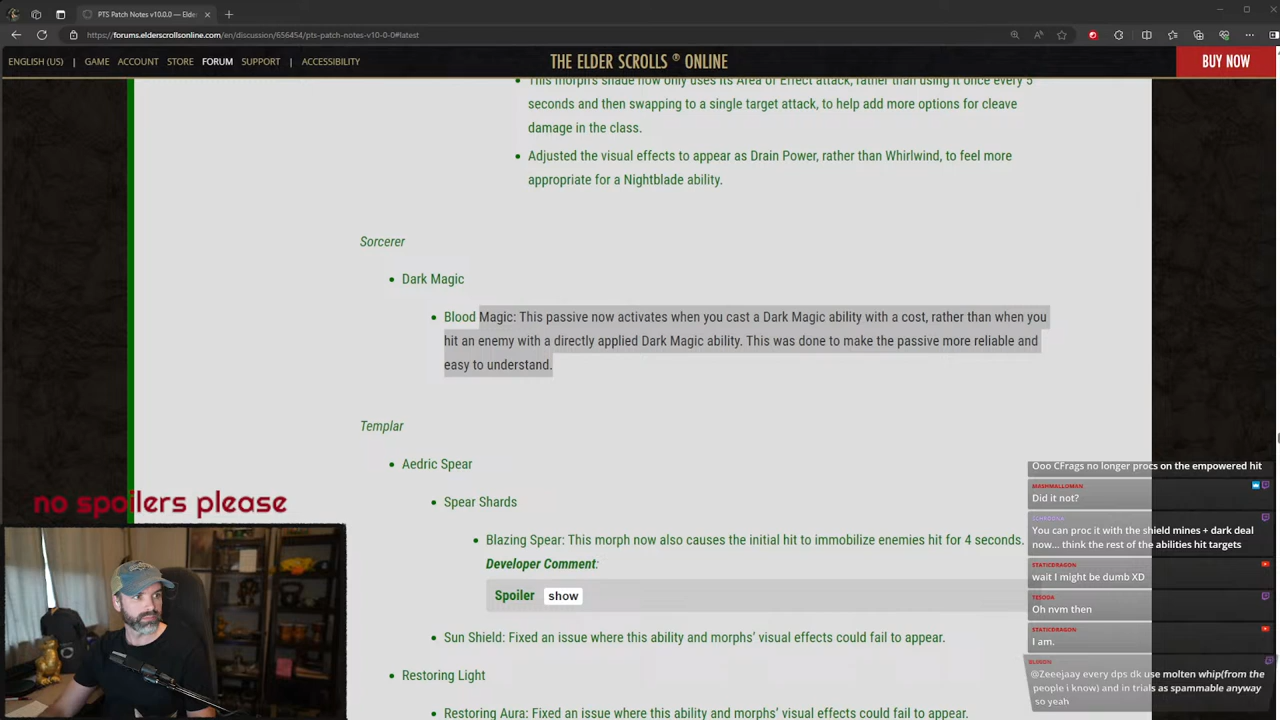 PTS Patch Notes v10.0.0 — Elder
https://forums.elderscrollsonline.com/en/discussion/656454/pts-patch-notes-v10-0-0#latest
ENGLISH (US) | GAME ACCOUNT STORE FORUM SUPPORT | ACCESSIBILITY
THE ELDER SCROLLS ® ONLINE
BUY NOW
• This morph's shade now only uses its Area of Effect attack, rather than using it once every 5
seconds and then swapping to a single target attack, to help add more options for cleave
damage in the class.
• Adjusted the visual effects to appear as Drain Power, rather than Whirlwind, to feel more
appropriate for a Nightblade ability.
Sorcerer
• Dark Magic
• Blood Magic: This passive now activates when you cast a Dark Magic ability with a cost, rather than when you
hit an enemy with a directly applied Dark Magic ability. This was done to make the passive more reliable and
easy to understand.
Templar
• Aedric Spear
• Spear Shards
• Blazing Spear: This morph now also causes the initial hit to immobilize enemies hit for 4 seconds.
Developer Comment:
Spoiler show
• Sun Shield: Fixed an issue where this ability and morphs' visual effects could fail to appear.
• Restoring Light
• Restoring Aura: Fixed an issue where this ability and morphs' visual effects could fail to appear.
no spoilers please
Ooo CFrags no longer procs on the empowered hit
MASHMALLOMAN
Did it not?
You can proc it with the shield mines + dark deal
now... think the rest of the abilities hit targets
STATICDRAGON
wait I might be dumb XD
Oh nvm then
STATICDRAGON
I am.
@Zeeejaay every dps dk use molten whip(from the
people i know) and in trials as spammable anyway
so yeah